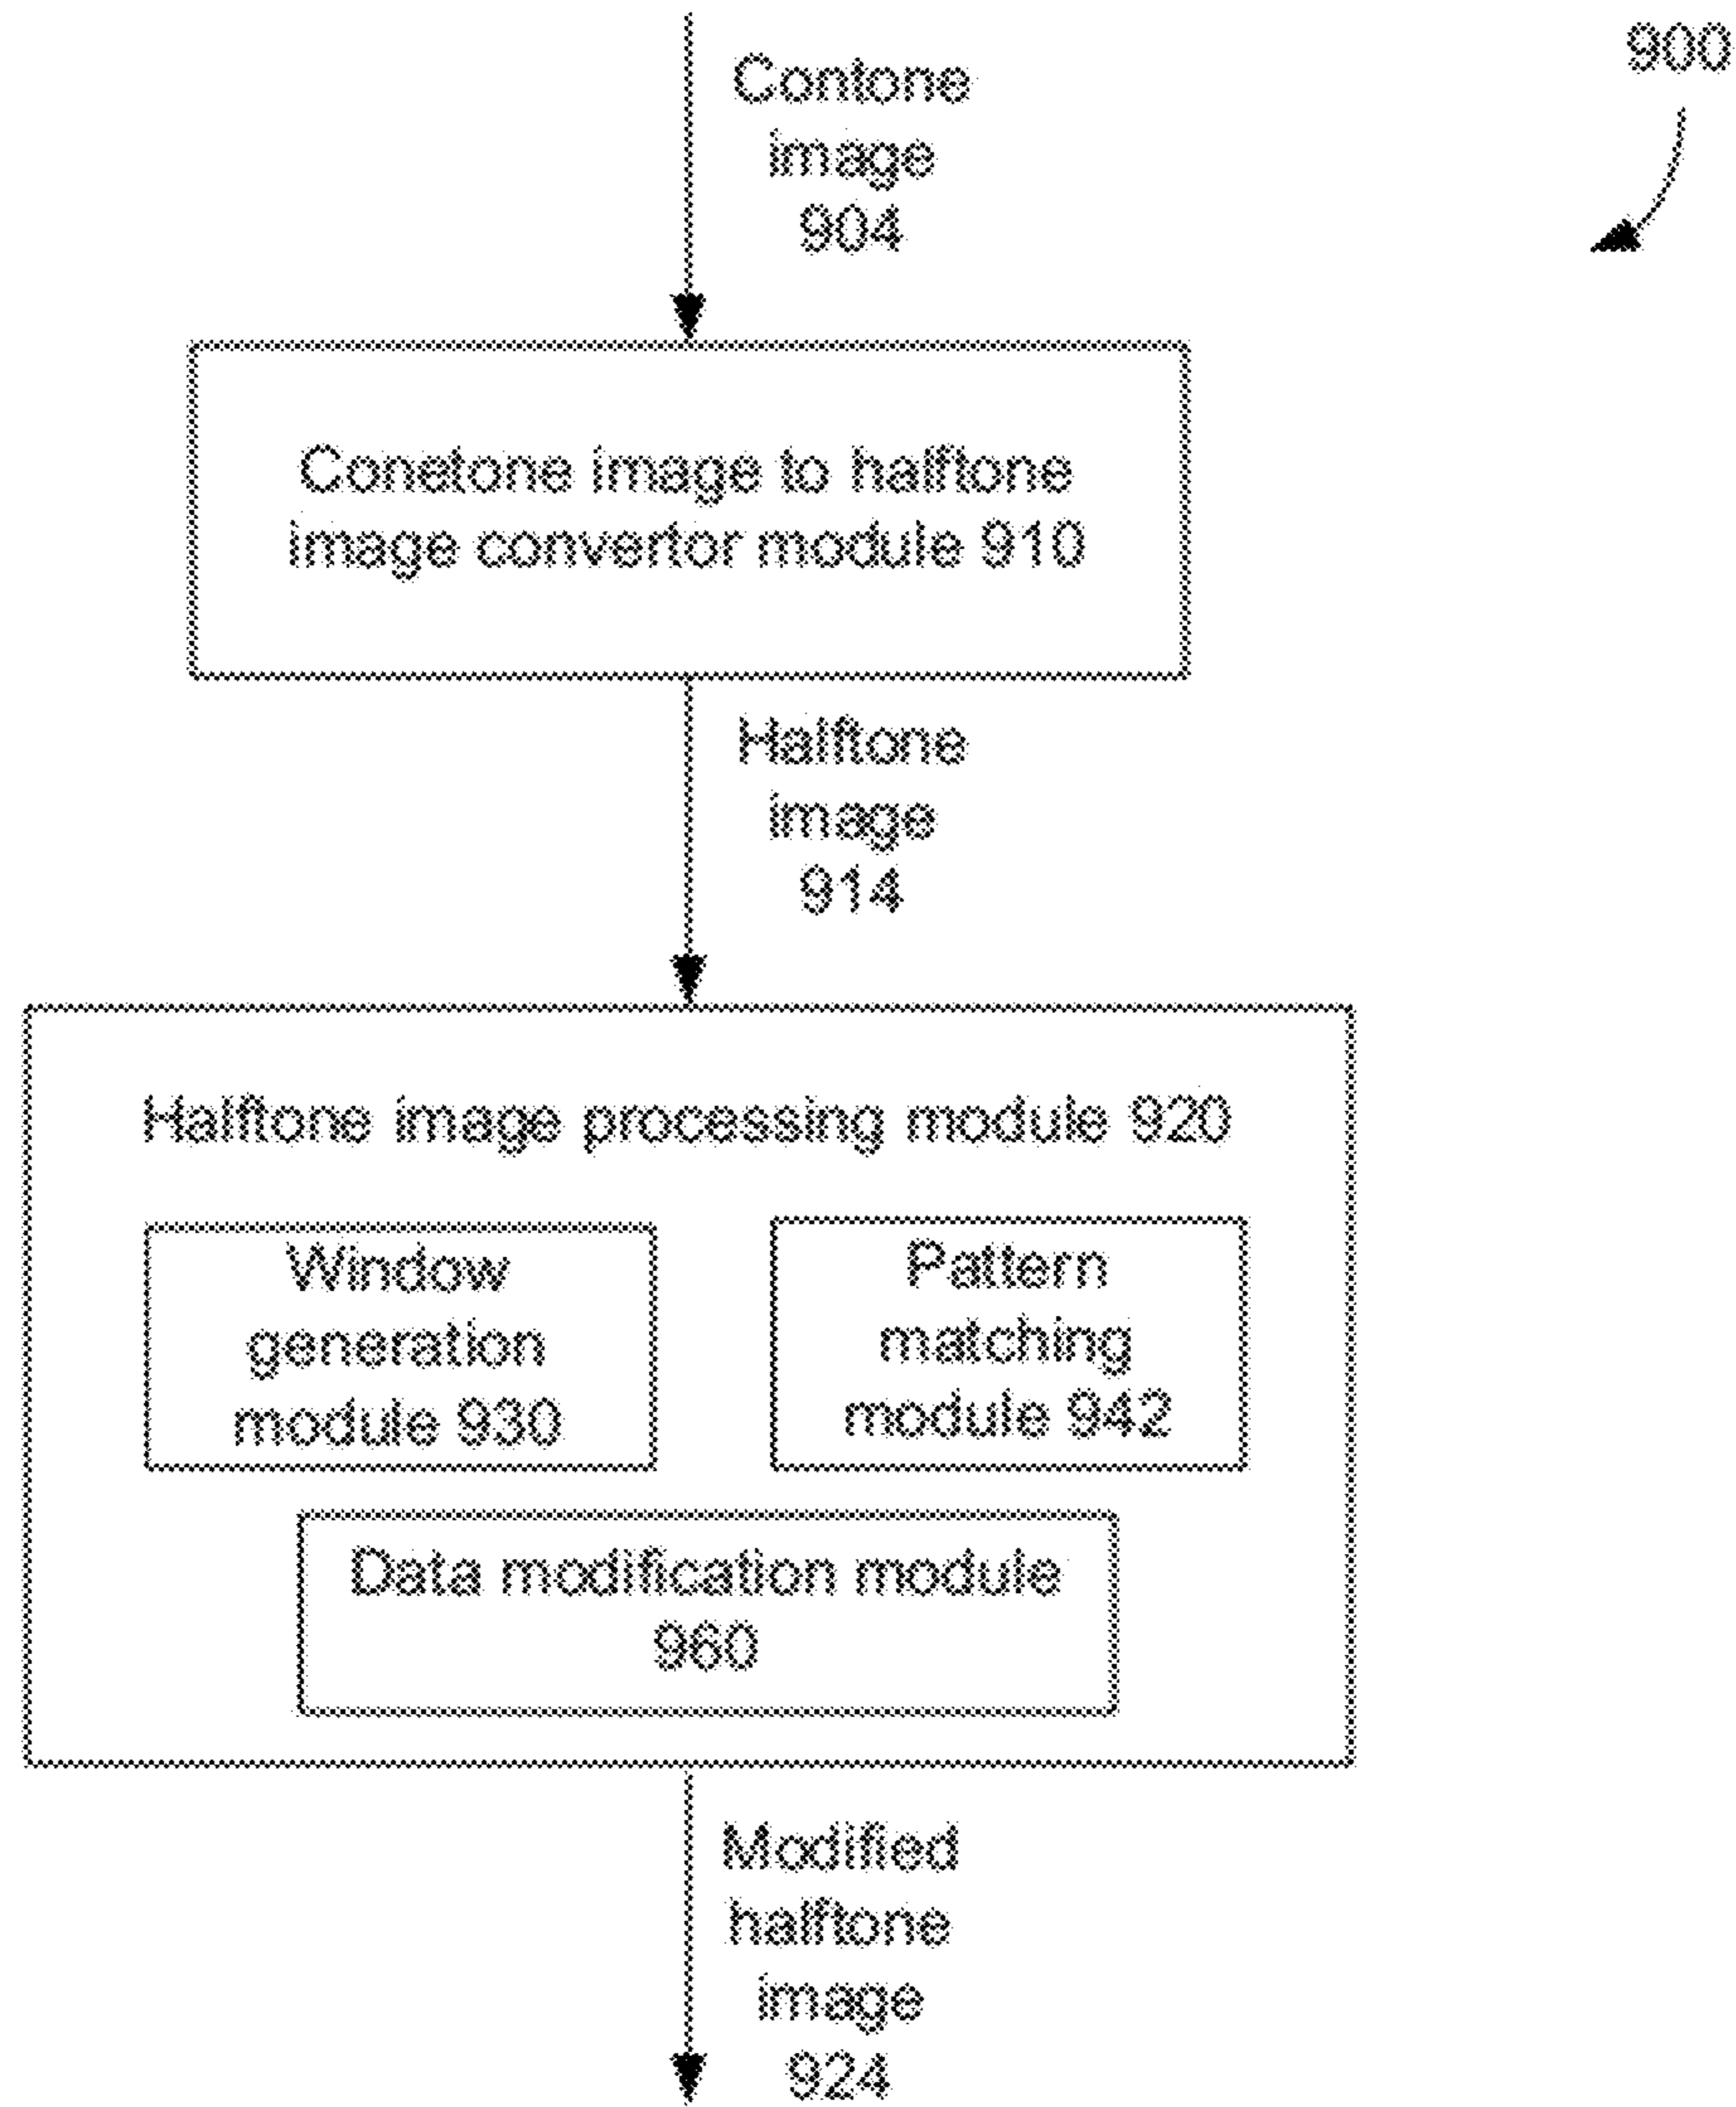 900
Contone
image
904
Conetone image to halftone
image convertor module 910
Halftone
image
914
Halftone image processing module 920
Window
generation
module 930
Pattern
matching
module 942
Data modification module
960
Modified
halftone
image
924